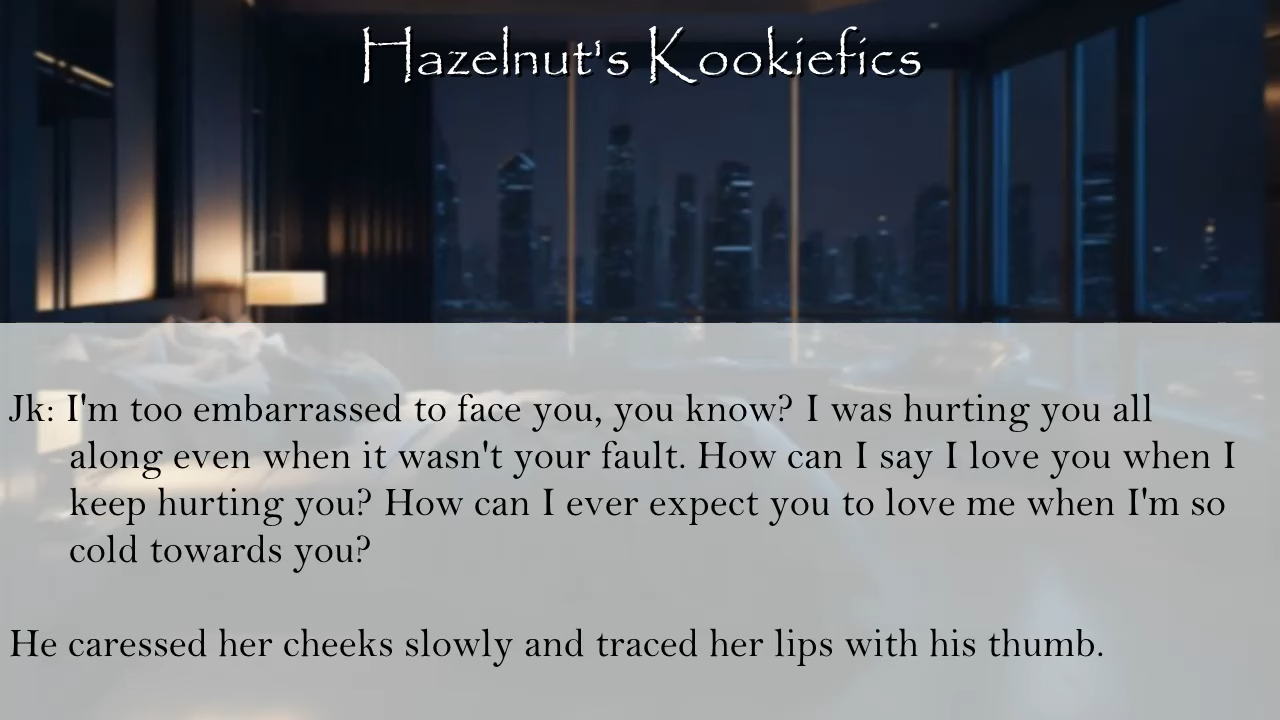 Hazelnut's Kookiefics
Jk: I'm too embarrassed to face you, you know? I was hurting you all
along even when it wasn't your fault. How can I say I love you when I
keep hurting you? How can I ever expect you to love me when I'm so
cold towards you?
He caressed her cheeks slowly and traced her lips with his thumb.